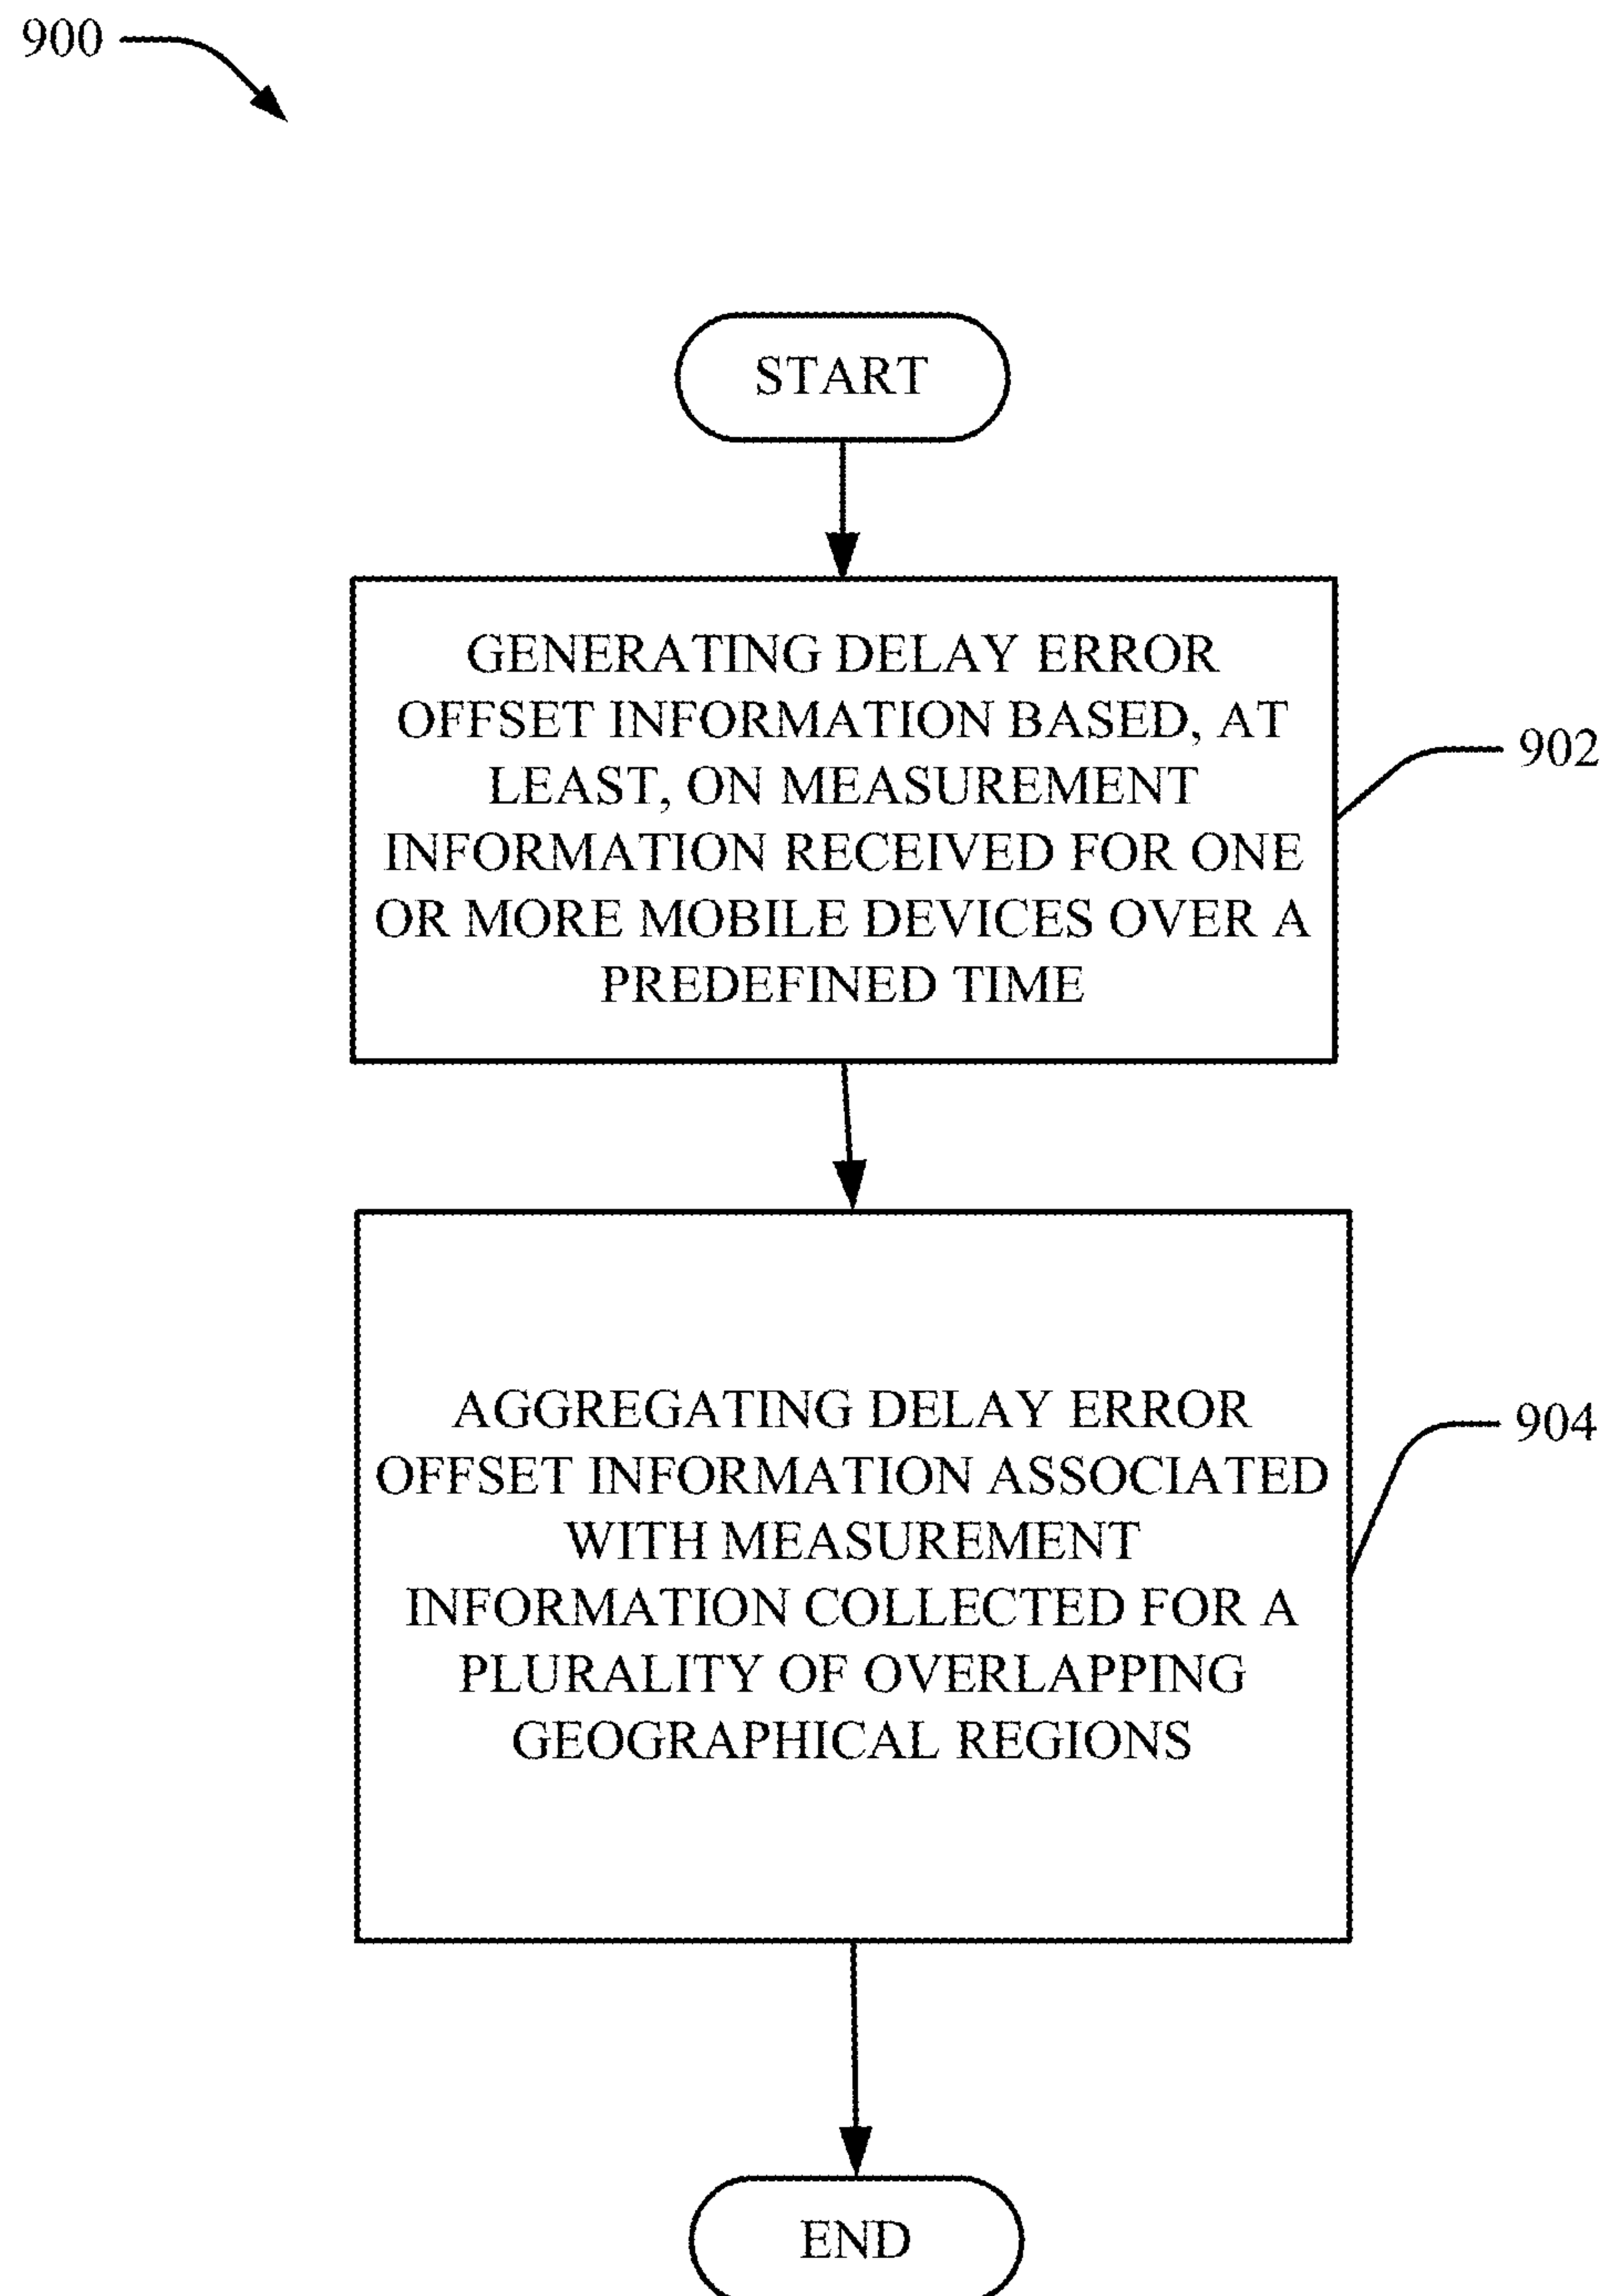 900
START
GENERATING DELAY ERROR
OFFSET INFORMATION BASED, AT
LEAST, ON MEASUREMENT
INFORMATION RECEIVED FOR ONE
OR MORE MOBILE DEVICES OVER A
PREDEFINED TIME
902
AGGREGATING DELAY ERROR
OFFSET INFORMATION ASSOCIATED
WITH MEASUREMENT
INFORMATION COLLECTED FOR A
PLURALITY OF OVERLAPPING
GEOGRAPHICAL REGIONS
904
END